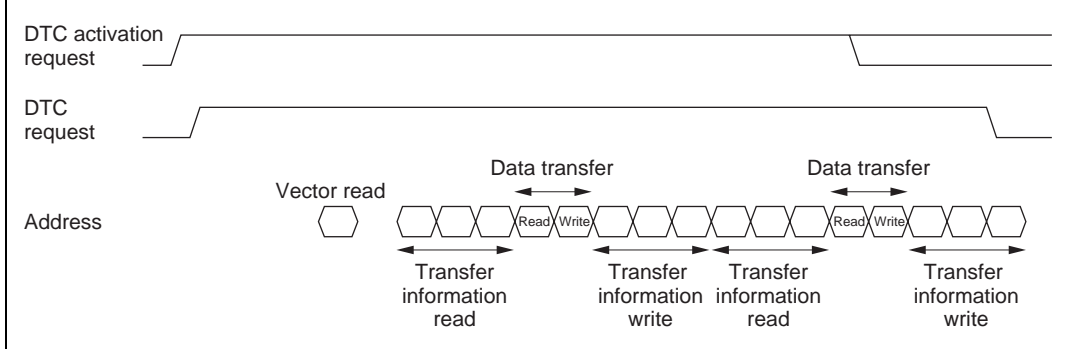 DTC activation
request
DTC
request
Data transfer
Data transfer
Vector read
Address
Read
Write
Read
Write
Transfer
information
read
Transfer
information
write
Transfer
information
read
Transfer
information
write